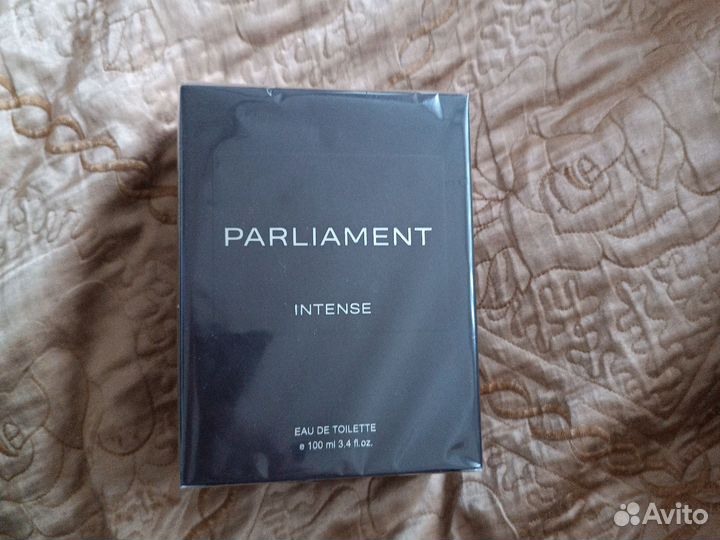 PARLIAMENT
INTENSE
EAU DE TOILETTE
e 100 ml 3.4 fl.oz.
Avito